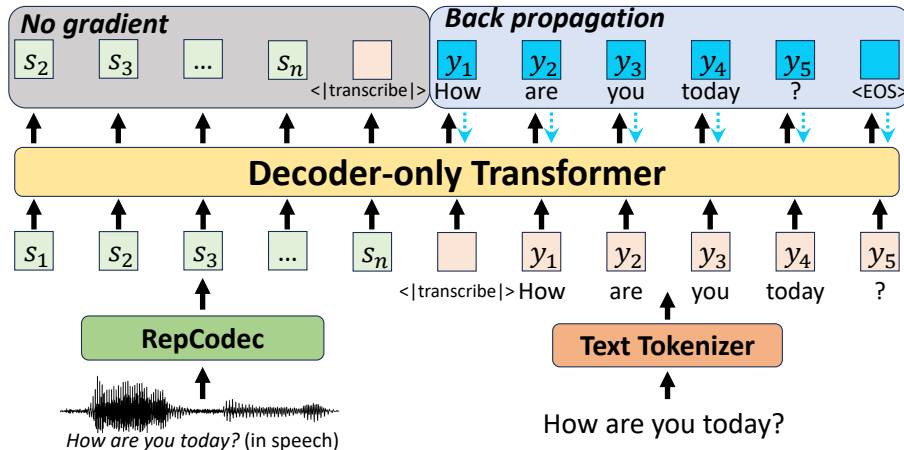 No gradient
Back propagation
s₂ s₃ ... sₙ y₁ y₂ y₃ y₄ y₅
<|transcribe|> How are you today ? <EOS>
Decoder-only Transformer
s₁ s₂ s₃ ... sₙ y₁ y₂ y₃ y₄ y₅
<|transcribe|> How are you today ?
RepCodec
Text Tokenizer
How are you today? (in speech)
How are you today?